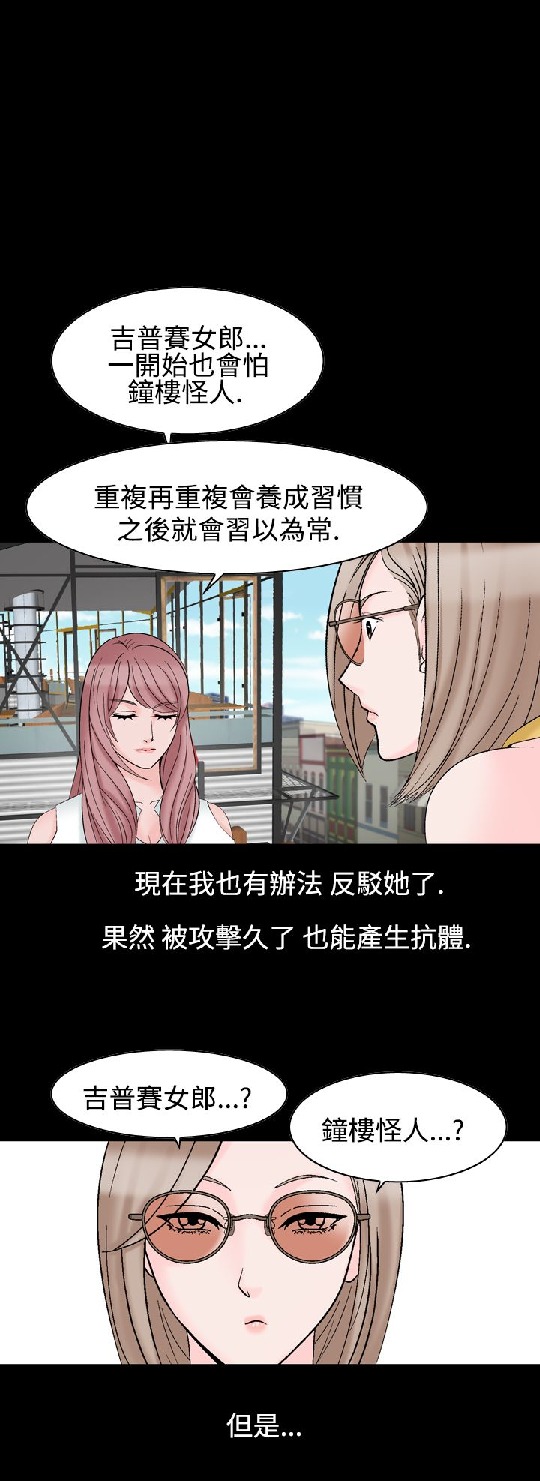 吉普賽女郎...
一開始也會怕
鐘樓怪人.
重複再重複會養成習慣
之後就會習以為常.
現在我也有辦法 反駁她了.
果然 被攻擊久了 也能產生抗體.
吉普賽女郎...?
鐘樓怪人...?
但是...